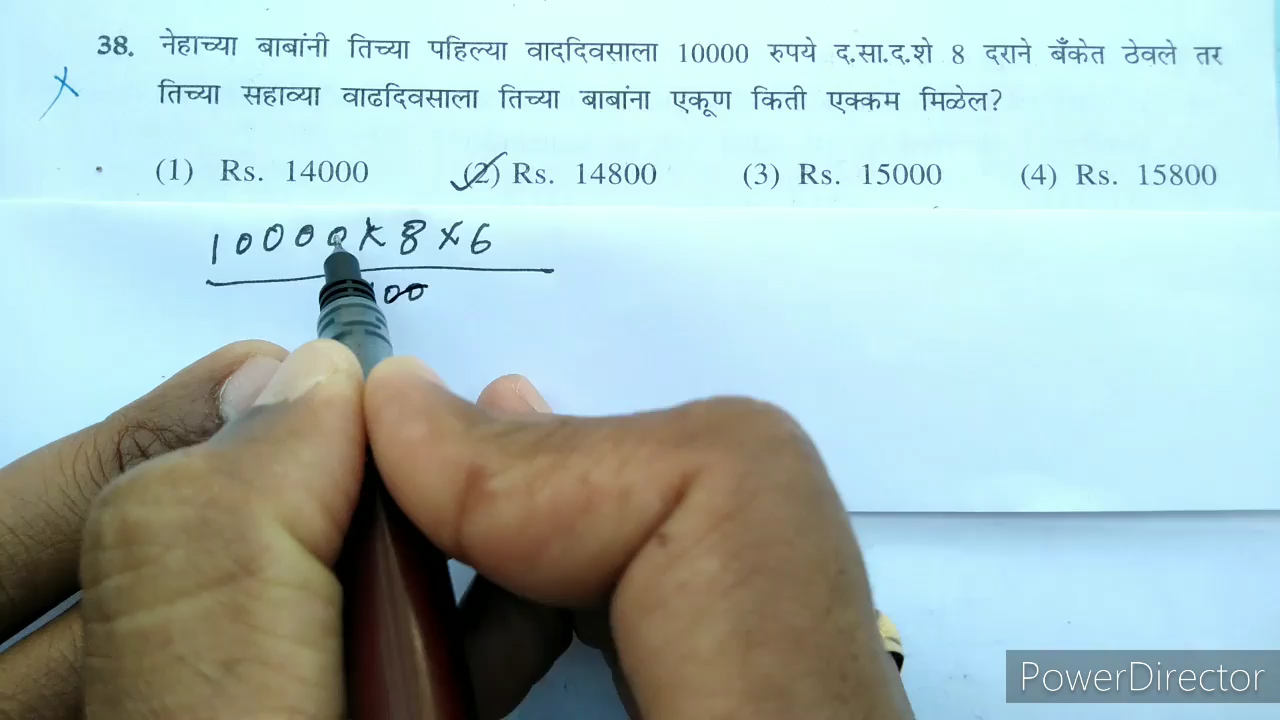 38. नेहाच्या बाबांनी तिच्या पहिल्या वाददिवसाला 10000 रुपये द.सा.द.शे 8 दराने बँकेत ठेवले तर
तिच्या सहाव्या वाढदिवसाला तिच्या बाबांना एकूण किती एक्कम मिळेल?
(1) Rs. 14000 (2) Rs. 14800 (3) Rs. 15000 (4) Rs. 15800
10000 × 8 × 6
100
PowerDirector